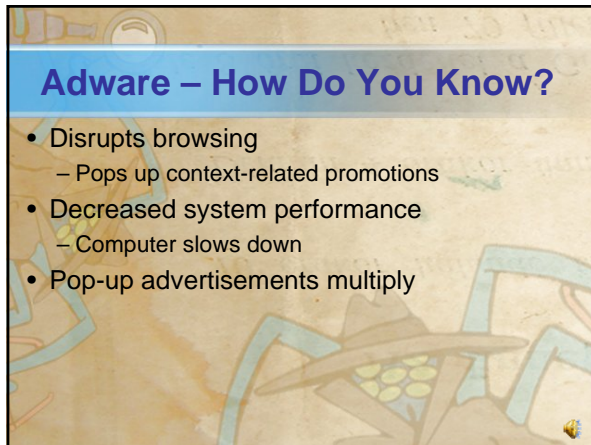 Adware – How Do You Know?
• Disrupts browsing
– Pops up context-related promotions
• Decreased system performance
– Computer slows down
• Pop-up advertisements multiply